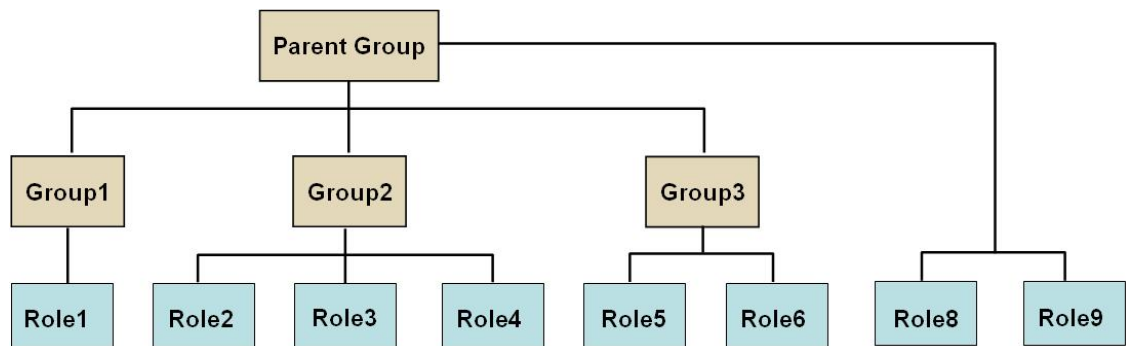 Parent Group
Group1
Group2
Group3
Role1
Role2
Role3
Role4
Role5
Role6
Role8
Role9